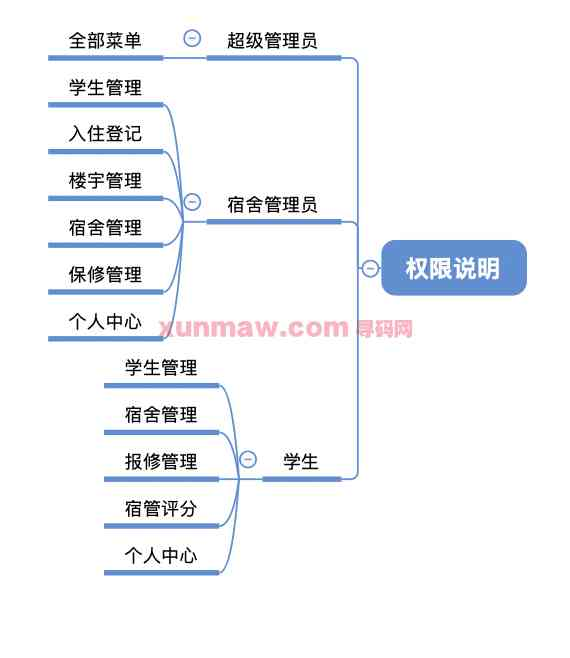 全部菜单
超级管理员
学生管理
入住登记
楼宇管理
宿舍管理
保修管理
个人中心
宿舍管理员
权限说明
xunmaw.com 寻码网
学生管理
宿舍管理
报修管理
宿管评分
个人中心
学生